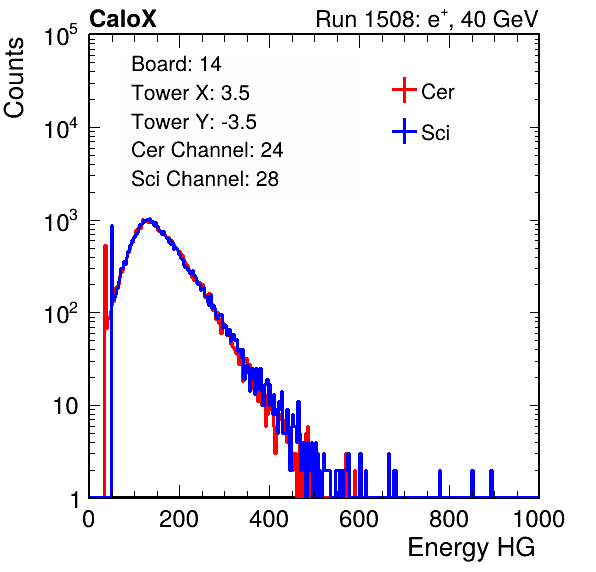 CaloX Run 1508: e⁺, 40 GeV
Counts
10⁵
10⁴
10³
10²
10
1
Board: 14
Tower X: 3.5
Tower Y: -3.5
Cer Channel: 24
Sci Channel: 28
Cer
Sci
0 200 400 600 800 1000
Energy HG